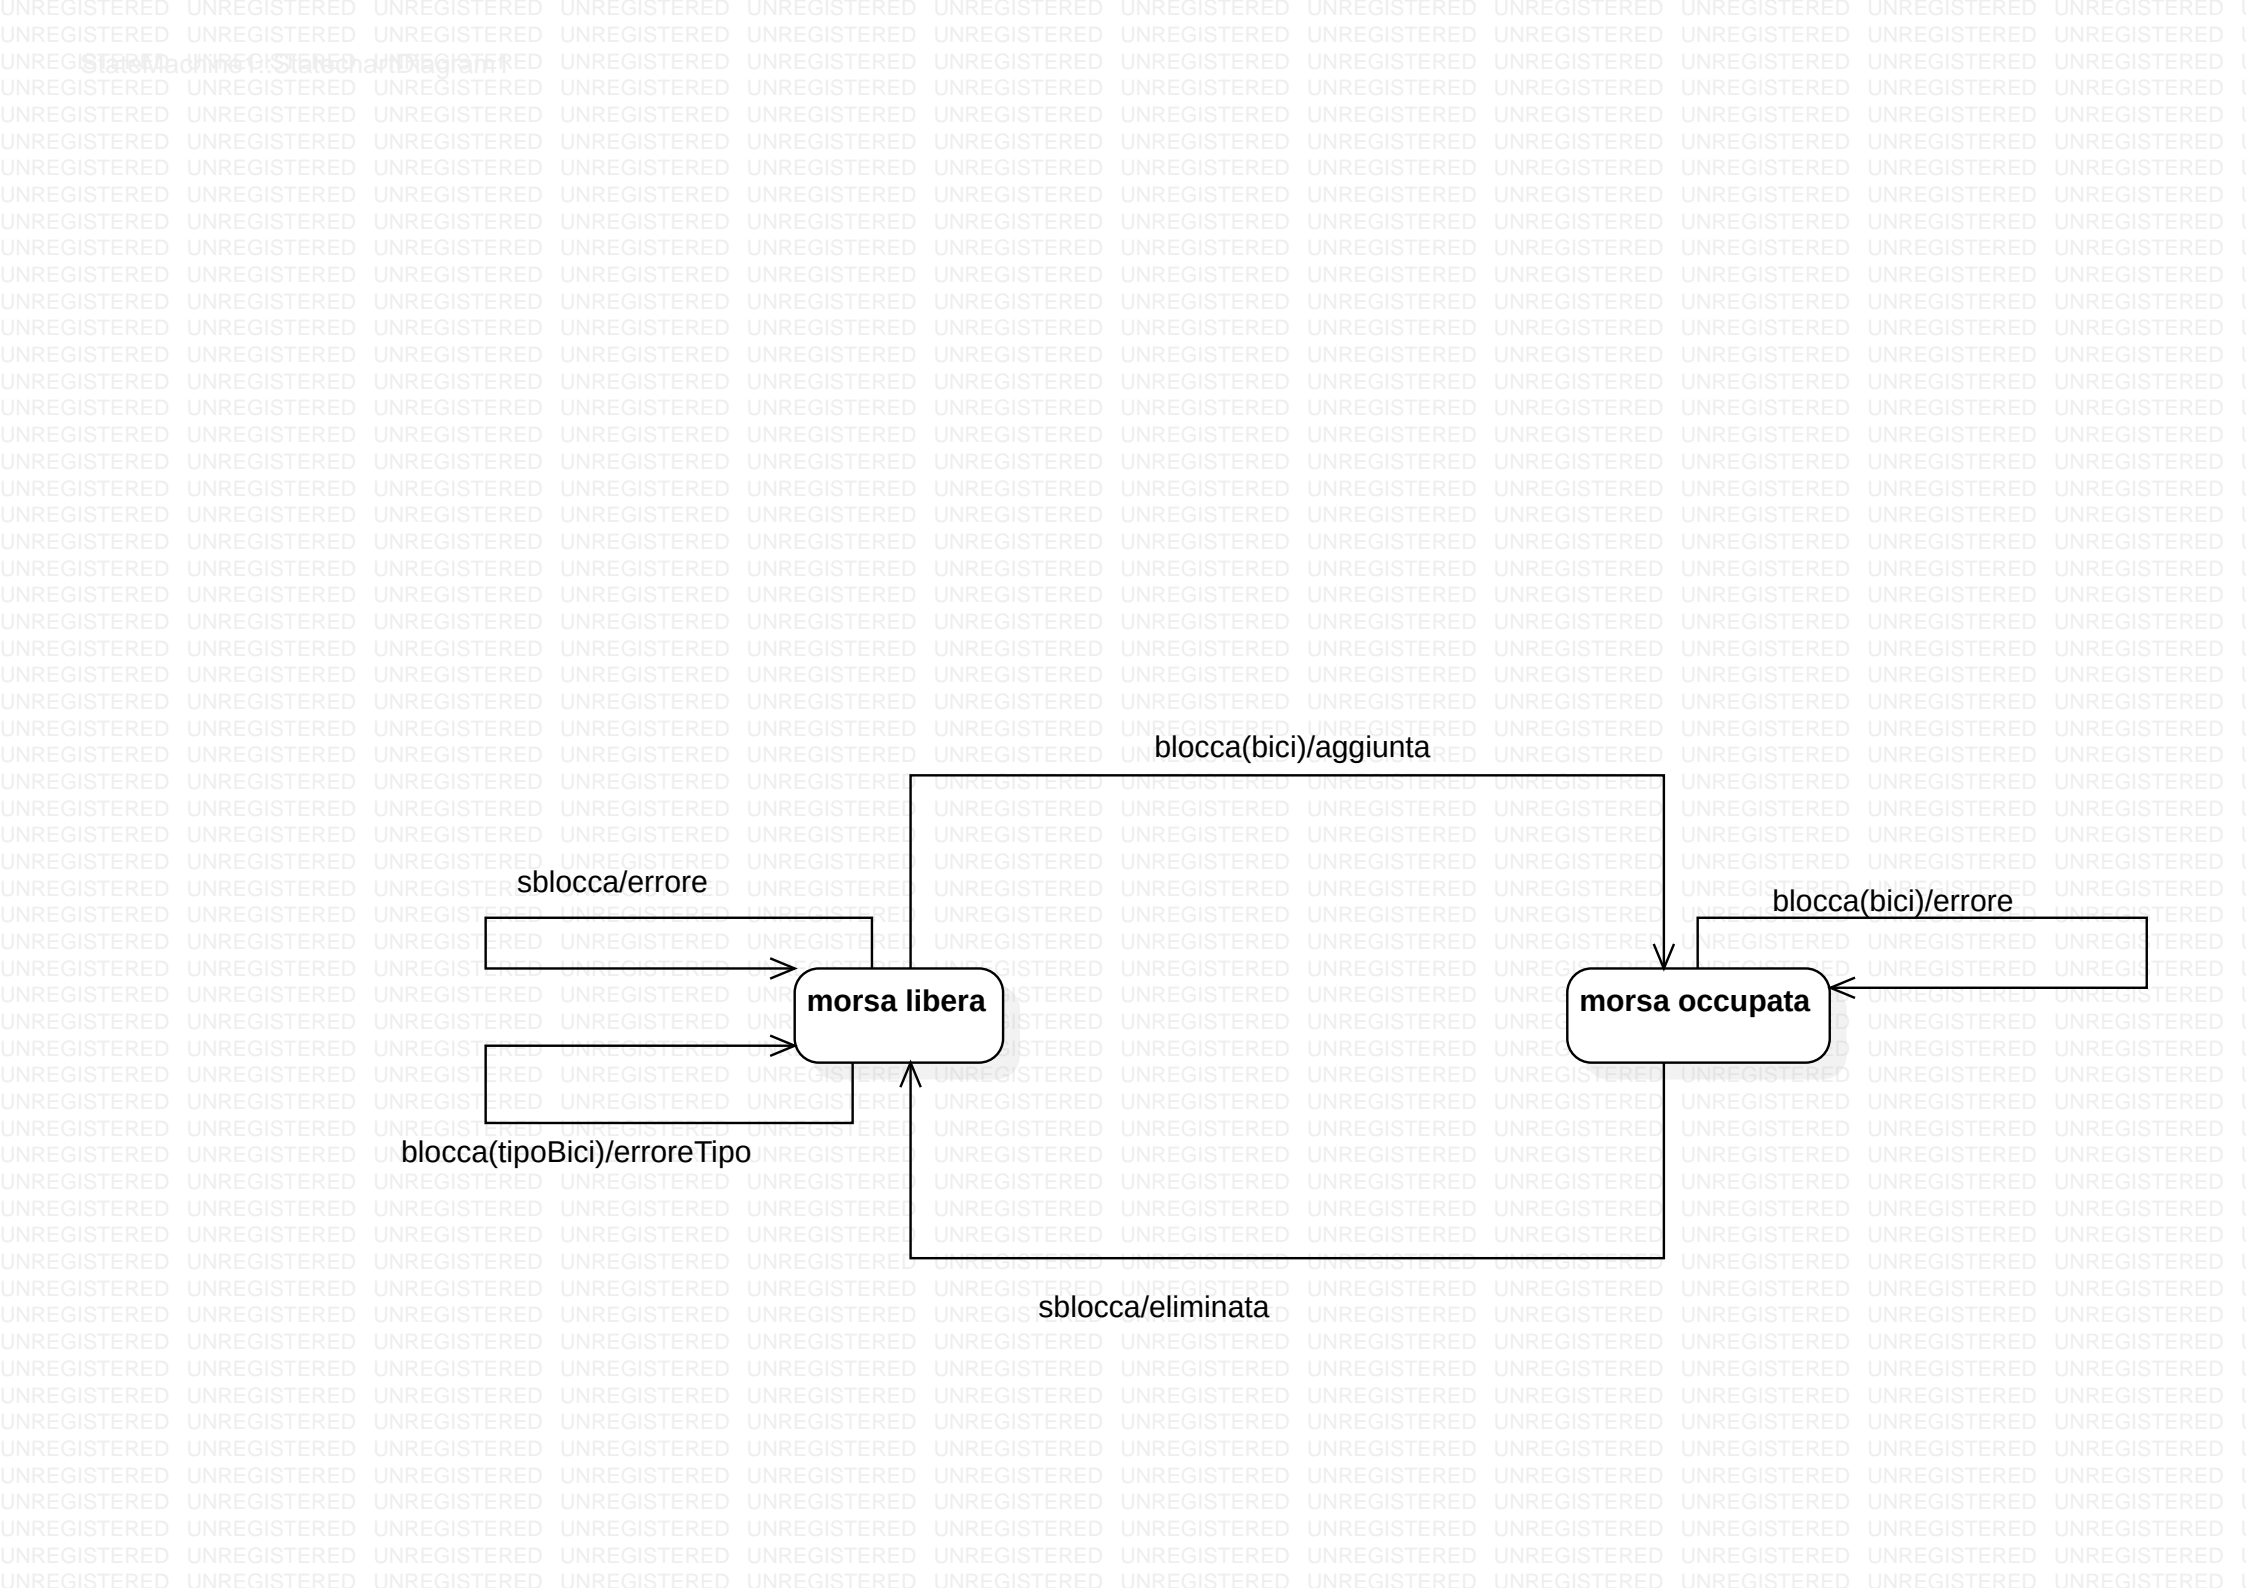 StateMachine1::StatechartDiagram1
blocca(bici)/aggiunta
sblocca/errore
blocca(bici)/errore
morsa libera
morsa occupata
blocca(tipoBici)/erroreTipo
sblocca/eliminata